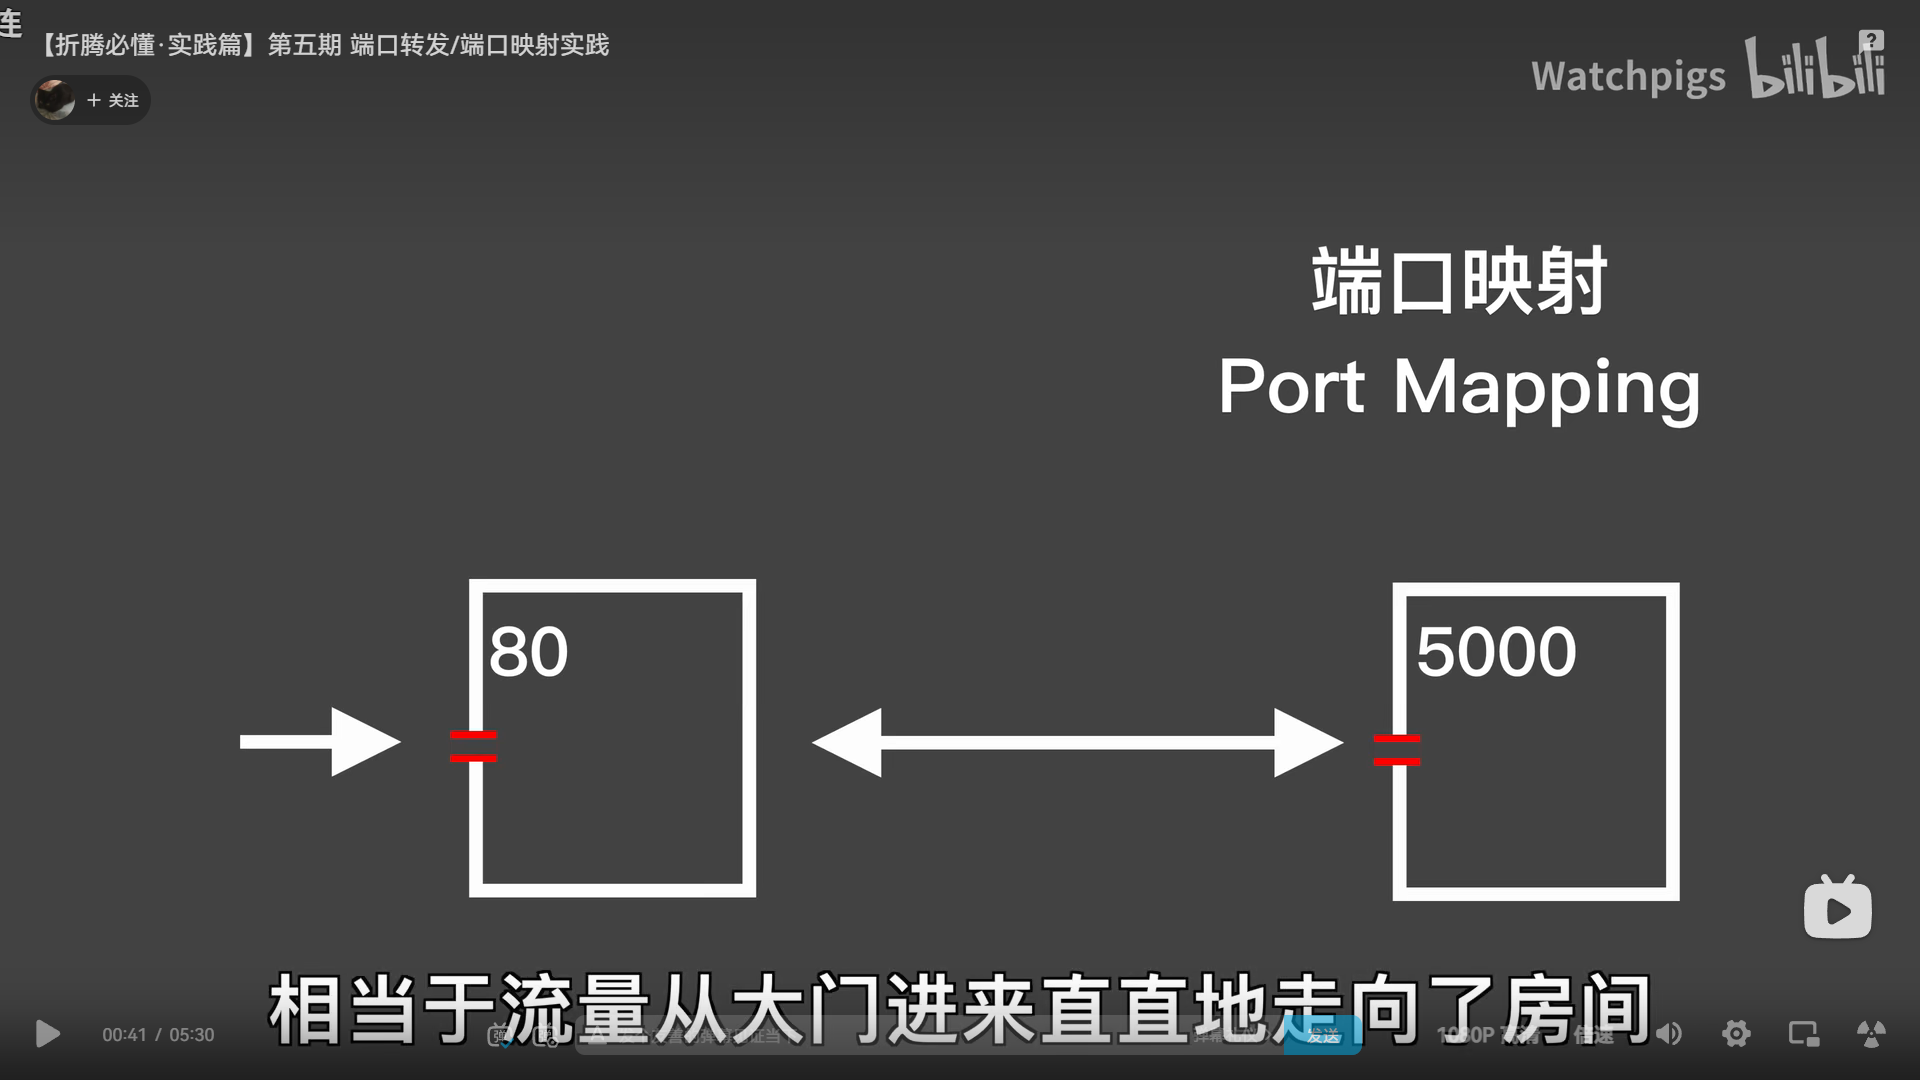 连
【折腾必懂·实践篇】第五期 端口转发/端口映射实践
+ 关注
Watchpigs bilibili
?
端口映射
Port Mapping
80
5000
相当于流量从大门进来直直地走向了房间
00:41 / 05:30
发送
1080P 高清
倍速